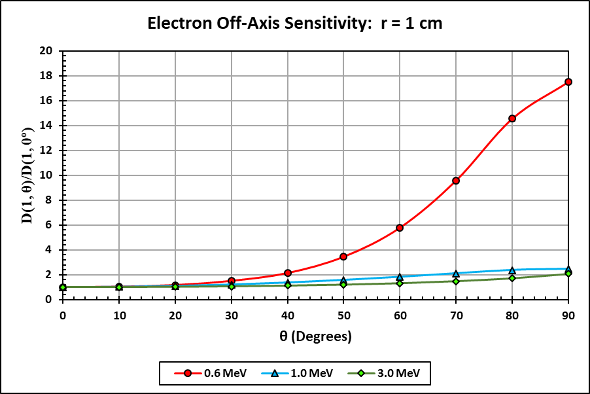 Electron Off-Axis Sensitivity:  r = 1 cm
20
18
16
14
12
10
8
6
4
2
0
D(1, θ)/D(1, 0°)
0 10 20 30 40 50 60 70 80 90
θ (Degrees)
0.6 MeV 1.0 MeV 3.0 MeV